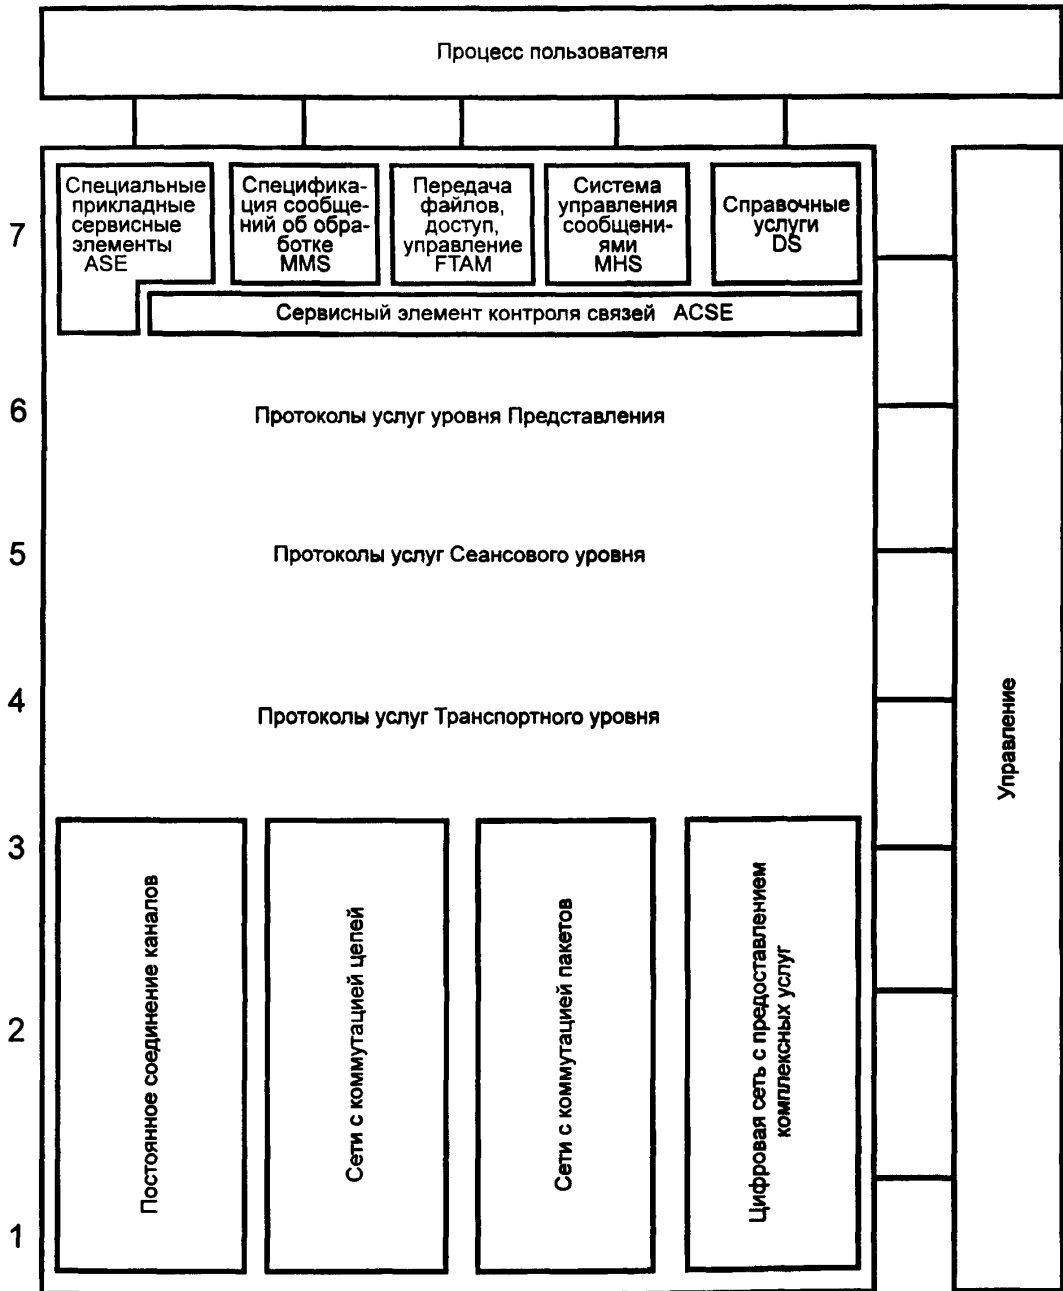 Процесс пользователя
7
Специальные
прикладные
сервисные
элементы
ASE
Специфика-
ция сообще-
ний об обра-
ботке
MMS
Передача
файлов,
доступ,
управление
FTAM
Система
управления
сообщени-
ями
MHS
Справочные
услуги
DS
Сервисный элемент контроля связей ACSE
6
Протоколы услуг уровня Представления
5
Протоколы услуг Сеансового уровня
4
Протоколы услуг Транспортного уровня
3
2
1
Постоянное соединение каналов
Сети с коммутацией цепей
Сети с коммутацией пакетов
Цифровая сеть с предоставлением
комплексных услуг
Управление